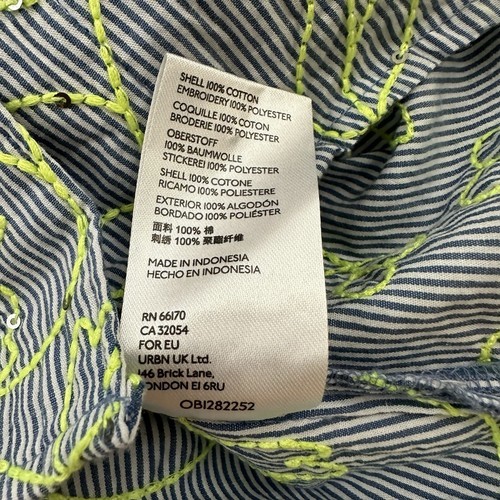 SHELL 100% COTTON
EMBROIDERY 100% POLYESTER
COQUILLE 100% COTON
BRODERIE 100% POLYESTER
OBERSTOFF
100% BAUMWOLLE
STICKEREI 100% POLYESTER
SHELL 100% COTONE
RICAMO 100% POLIESTERE
EXTERIOR 100% ALGODÓN
BORDADO 100% POLIÉSTER
面料 100% 棉
刺绣 100% 聚酯纤维
MADE IN INDONESIA
HECHO EN INDONESIA
RN 66170
CA 32054
FOR EU
URBN UK Ltd.
146 Brick Lane,
LONDON E1 6RU
OB1282252